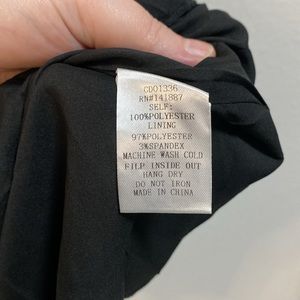 CD01336
RN#141887
SELF:
100%POLYESTER
LINING
97%POLYESTER
3%SPANDEX
MACHINE WASH COLD
FILP INSIDE OUT
HANG DRY
DO NOT IRON
MADE IN CHINA